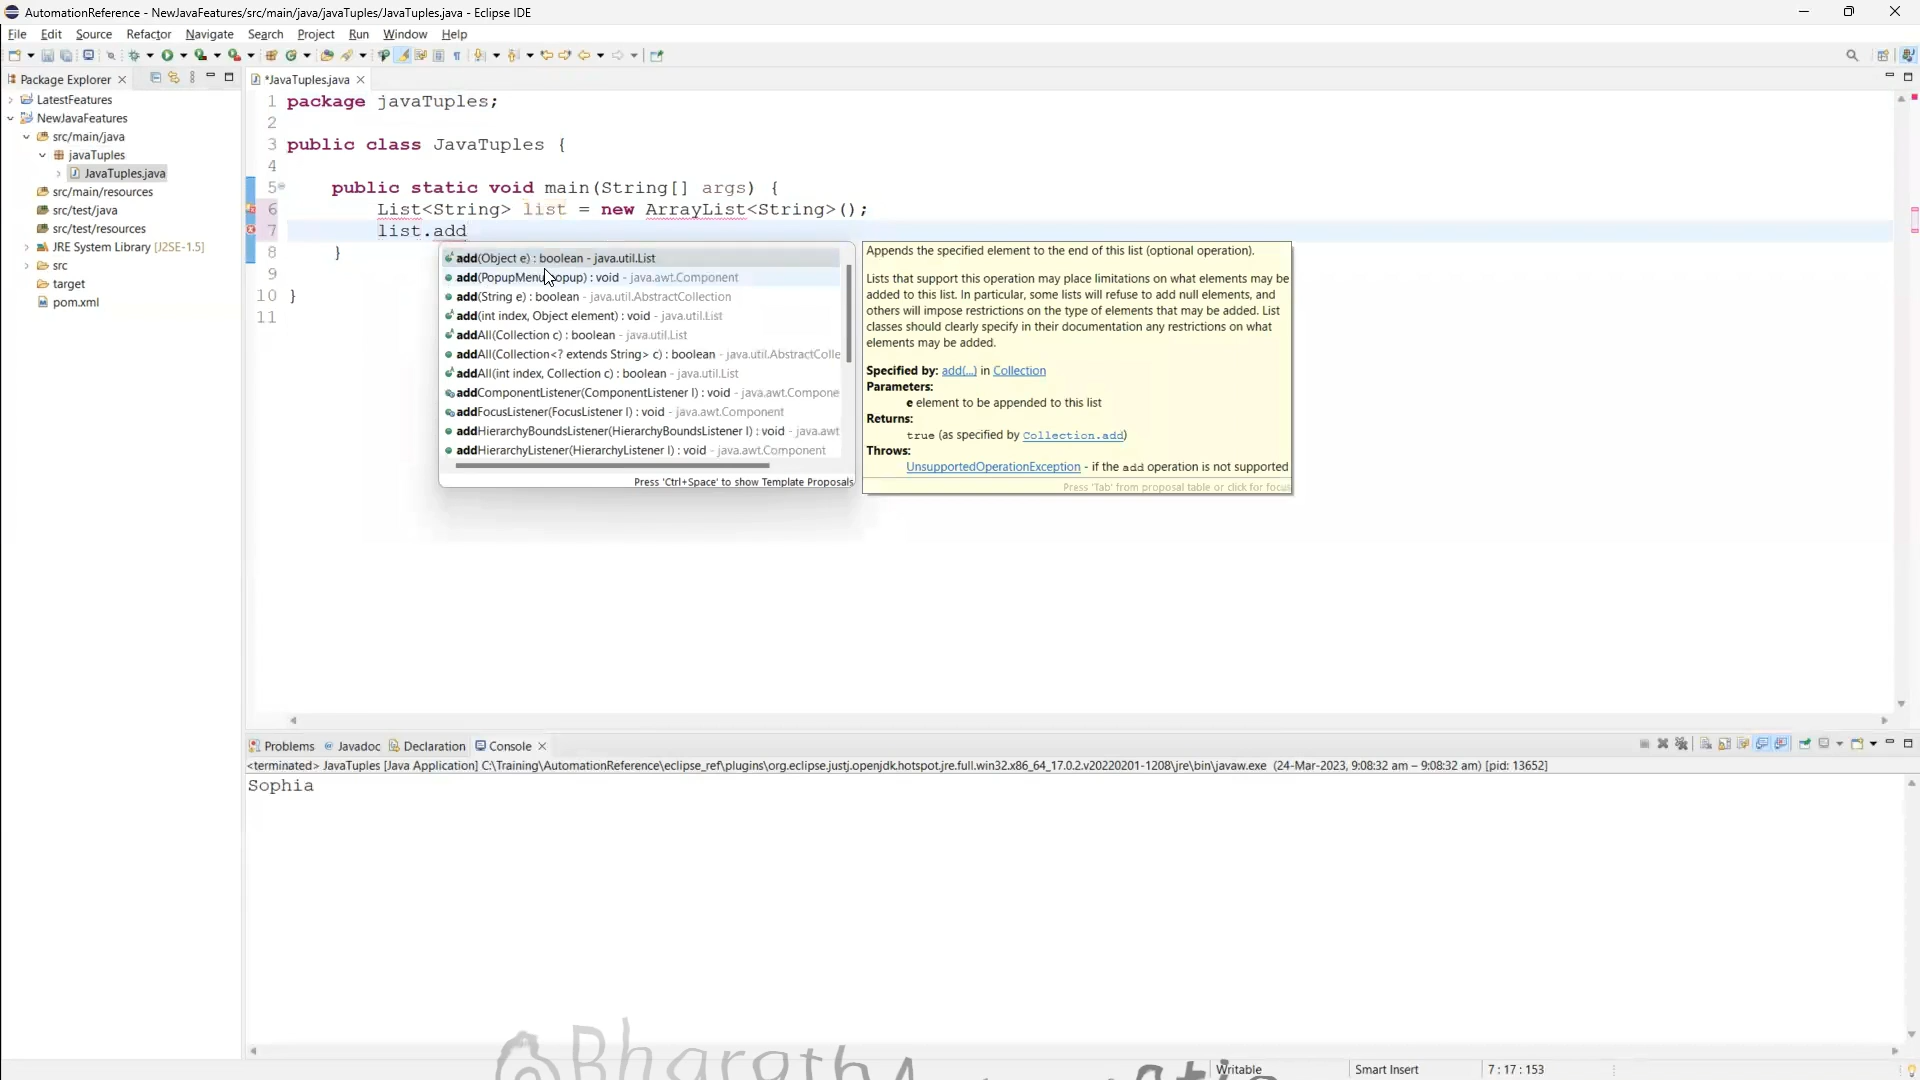 AutomationReference - NewJavaFeatures/src/main/java/javaTuples/JavaTuples.java - Eclipse IDE
File Edit Source Refactor Navigate Search Project Run Window Help
Package Explorer
LatestFeatures
NewJavaFeatures
src/main/java
javaTuples
JavaTuples.java
src/main/resources
src/test/java
src/test/resources
JRE System Library [J2SE-1.5]
src
target
pom.xml
*JavaTuples.java
1 package javaTuples;
2
3 public class JavaTuples {
4
5 public static void main(String[] args) {
6 List<String> list = new ArrayList<String>();
7 list.add
8 }
9
10 }
11
add(Object e) : boolean - java.util.List
add(PopupMenu popup) : void - java.awt.Component
add(String e) : boolean - java.util.AbstractCollection
add(int index, Object element) : void - java.util.List
addAll(Collection c) : boolean - java.util.List
addAll(Collection<? extends String> c) : boolean - java.util.AbstractColle
addAll(int index, Collection c) : boolean - java.util.List
addComponentListener(ComponentListener l) : void - java.awt.Compone
addFocusListener(FocusListener l) : void - java.awt.Component
addHierarchyBoundsListener(HierarchyBoundsListener l) : void - java.awt
addHierarchyListener(HierarchyListener l) : void - java.awt.Component
Press 'Ctrl+Space' to show Template Proposals
Appends the specified element to the end of this list (optional operation).
Lists that support this operation may place limitations on what elements may be
added to this list. In particular, some lists will refuse to add null elements, and
others will impose restrictions on the type of elements that may be added. List
classes should clearly specify in their documentation any restrictions on what
elements may be added.
Specified by: add(...) in Collection
Parameters:
e element to be appended to this list
Returns:
true (as specified by Collection.add)
Throws:
UnsupportedOperationException - if the add operation is not supported
Press 'Tab' from proposal table or click for focus
Problems Javadoc Declaration Console
<terminated> JavaTuples [Java Application] C:\Training\AutomationReference\eclipse_ref\plugins\org.eclipse.justj.openjdk.hotspot.jre.full.win32.x86_64_17.0.2.v20220201-1208\jre\bin\javaw.exe (24-Mar-2023, 9:08:32 am – 9:08:32 am) [pid: 13652]
Sophia
Bharath
Writable Smart Insert 7 : 17 : 153